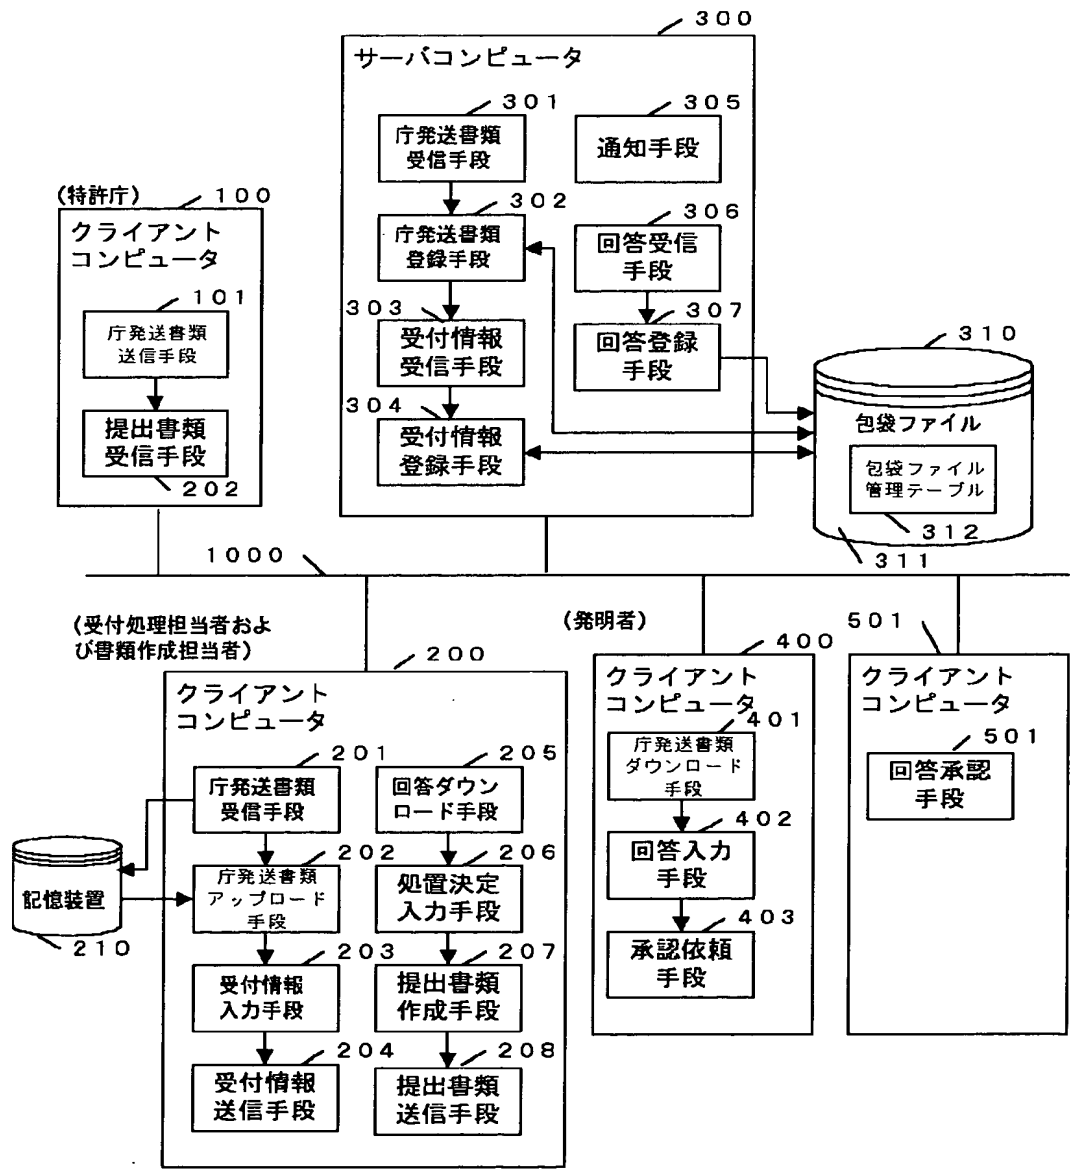 300
サーバコンピュータ
301
庁発送書類
受信手段
305
通知手段
302
庁発送書類
登録手段
306
回答受信
手段
303
受付情報
受信手段
307
回答登録
手段
304
受付情報
登録手段
(特許庁)
100
クライアント
コンピュータ
101
庁発送書類
送信手段
提出書類
受信手段
202
310
包袋ファイル
包袋ファイル
管理テーブル
312
311
1000
(受付処理担当者およ
び書類作成担当者)
200
クライアント
コンピュータ
201
庁発送書類
受信手段
205
回答ダウン
ロード手段
202
庁発送書類
アップロード
手段
206
処置決定
入力手段
203
受付情報
入力手段
207
提出書類
作成手段
204
受付情報
送信手段
208
提出書類
送信手段
記憶装置
210
(発明者)
400
クライアント
コンピュータ
401
庁発送書類
ダウンロード
手段
402
回答入力
手段
403
承認依頼
手段
501
クライアント
コンピュータ
501
回答承認
手段